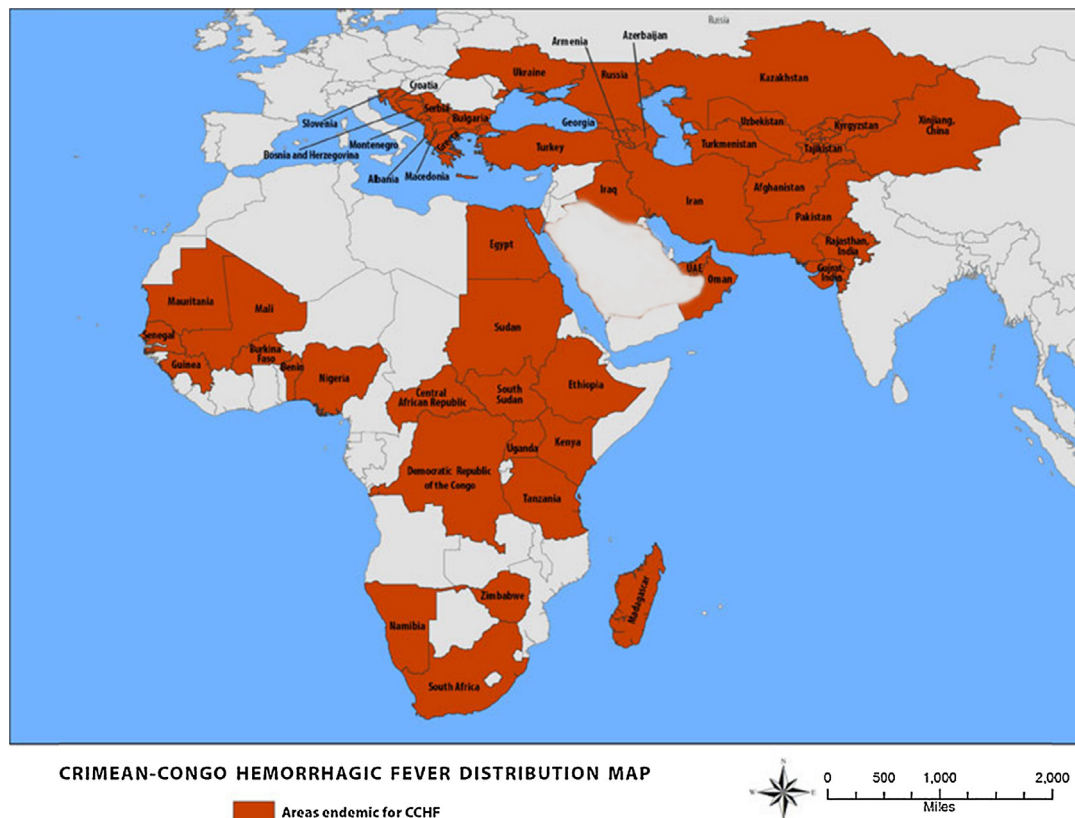 Russia
Armenia
Azerbaijan
Ukraine
Russia
Kazakhstan
Croatia
Serbia
Slovenia
Bulgaria
Georgia
Uzbekistan
Kyrgyzstan
Xinjiang,
China
Bosnia and Herzegovina
Montenegro
Greece
Turkey
Turkmenistan
Tajikistan
Albania
Macedonia
Iraq
Iran
Afghanistan
Pakistan
Egypt
Rajasthan,
India
UAE
Oman
Gujrat,
India
Mauritania
Mali
Sudan
Senegal
Burkina
Faso
Guinea
Benin
Nigeria
Central
African Republic
South
Sudan
Ethiopia
Uganda
Kenya
Democratic Republic
of the Congo
Tanzania
Zimbabwe
Madagascar
Namibia
South Africa
CRIMEAN-CONGO HEMORRHAGIC FEVER DISTRIBUTION MAP
Areas endemic for CCHF
N
W
E
S
0 500 1,000 2,000
Miles